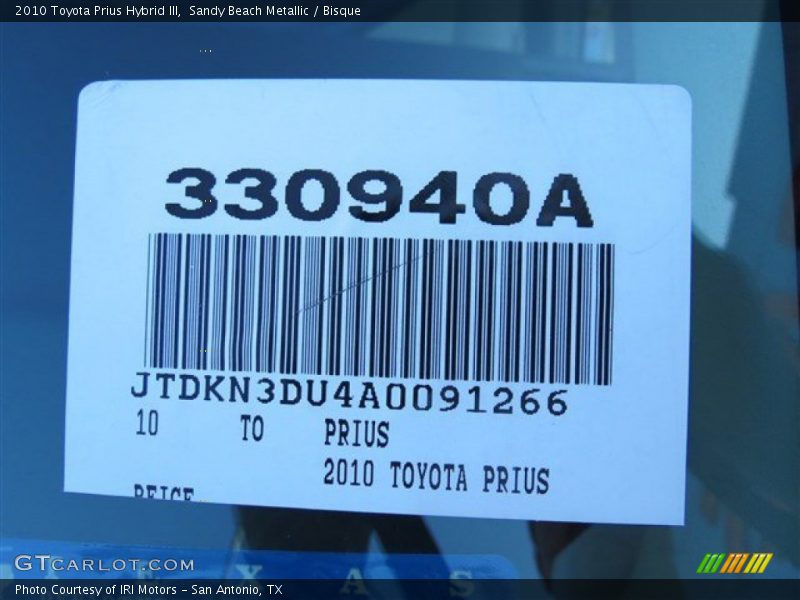 2010 Toyota Prius Hybrid III, Sandy Beach Metallic / Bisque
330940A
JTDKN3DU4A0091266
10 TO PRIUS
2010 TOYOTA PRIUS
GTCARLOT.COM
Photo Courtesy of IRI Motors - San Antonio, TX